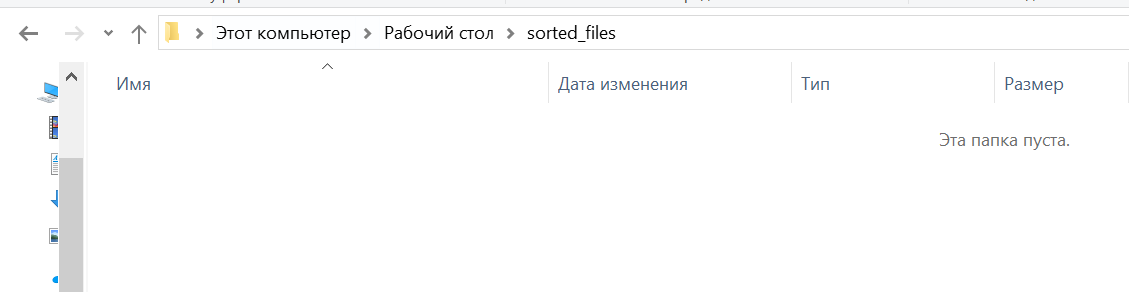 Этот компьютер > Рабочий стол > sorted_files
Имя Дата изменения Тип Размер
Эта папка пуста.